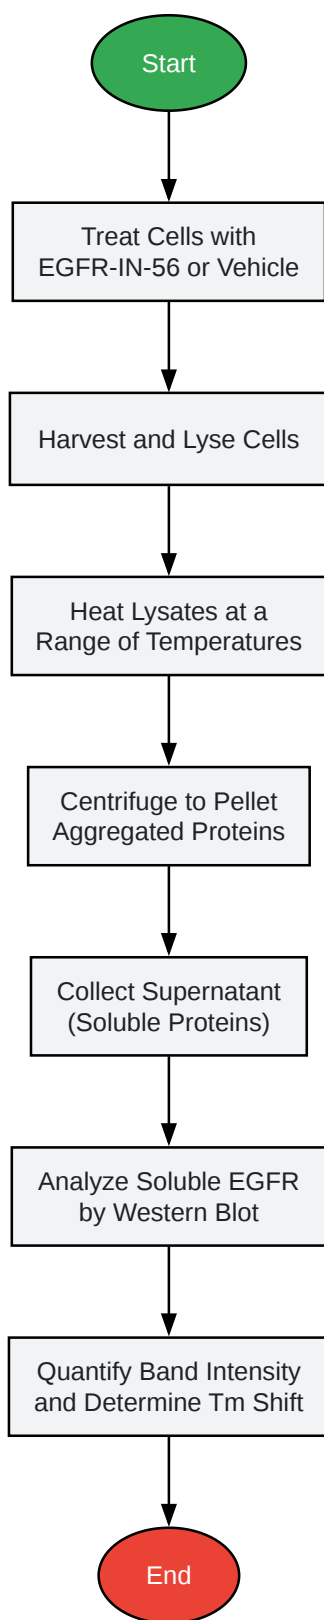 Start
Treat Cells with
EGFR-IN-56 or Vehicle
Harvest and Lyse Cells
Heat Lysates at a
Range of Temperatures
Centrifuge to Pellet
Aggregated Proteins
Collect Supernatant
(Soluble Proteins)
Analyze Soluble EGFR
by Western Blot
Quantify Band Intensity
and Determine Tm Shift
End